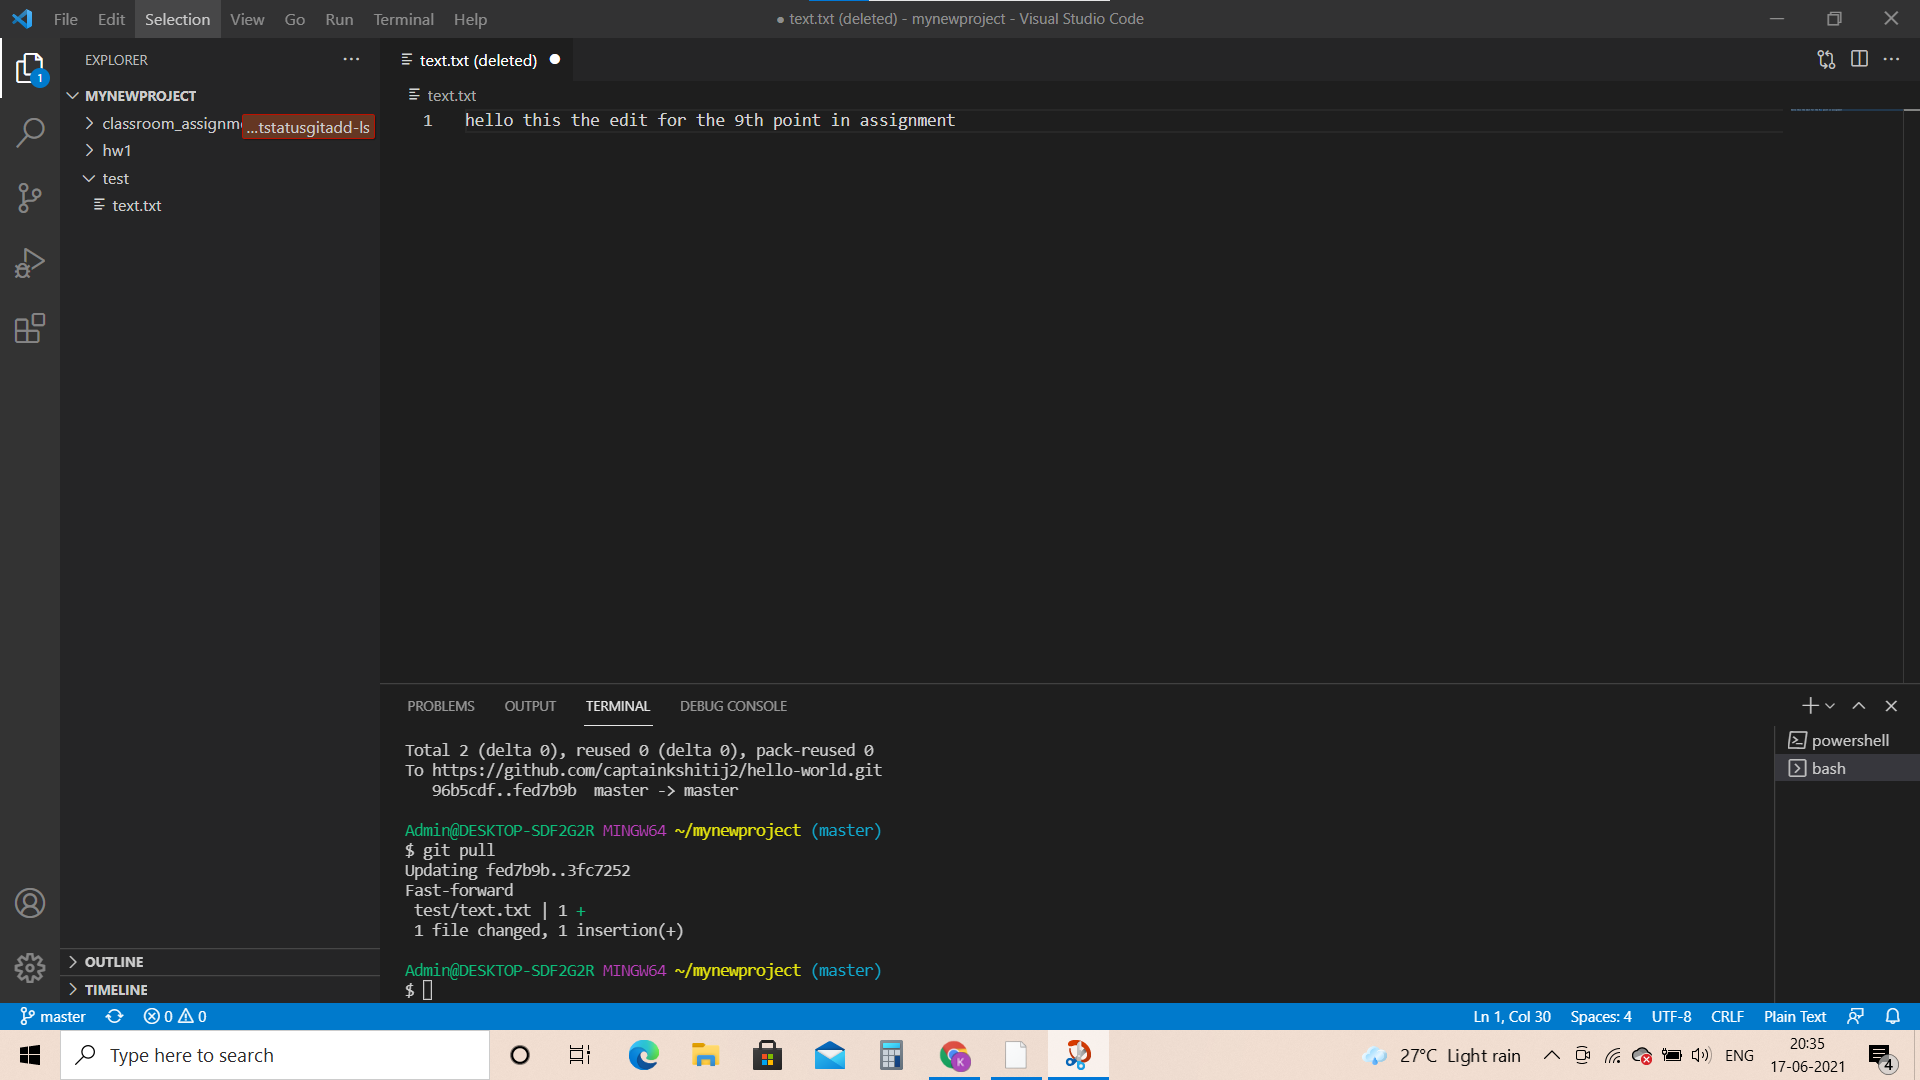 File Edit Selection View Go Run Terminal Help
● text.txt (deleted) - mynewproject - Visual Studio Code
EXPLORER
1
MYNEWPROJECT
classroom_assignm
...tstatusgitadd-ls
hw1
test
text.txt
OUTLINE
TIMELINE
text.txt (deleted)
text.txt
1 hello this the edit for the 9th point in assignment
PROBLEMS OUTPUT TERMINAL DEBUG CONSOLE
Total 2 (delta 0), reused 0 (delta 0), pack-reused 0
To https://github.com/captainkshitij2/hello-world.git
96b5cdf..fed7b9b master -> master
Admin@DESKTOP-SDF2G2R MINGW64 ~/mynewproject (master)
$ git pull
Updating fed7b9b..3fc7252
Fast-forward
test/text.txt | 1 +
1 file changed, 1 insertion(+)
Admin@DESKTOP-SDF2G2R MINGW64 ~/mynewproject (master)
$
powershell
bash
master 0 0 Ln 1, Col 30 Spaces: 4 UTF-8 CRLF Plain Text
Type here to search
K
27°C Light rain
ENG
20:35
17-06-2021
4